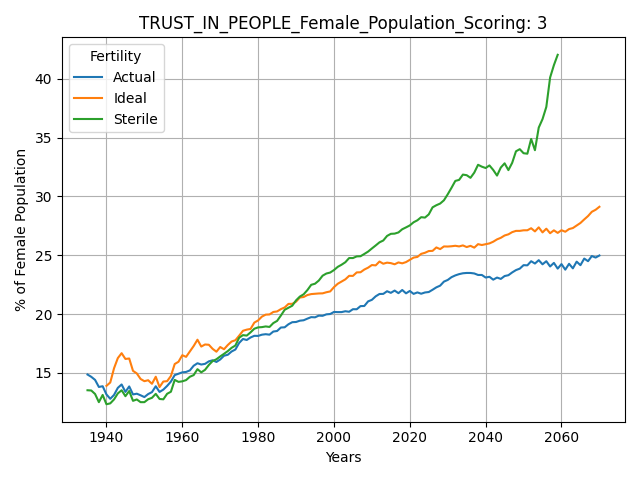 TRUST_IN_PEOPLE_Female_Population_Scoring: 3
Fertility
Actual
Ideal
Sterile
% of Female Population
40
35
30
25
20
15
1940 1960 1980 2000 2020 2040 2060
Years